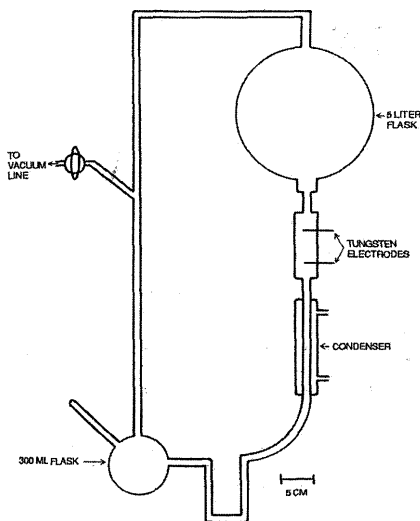 5 LITER
FLASK
TO
VACUUM
LINE
TUNGSTEN
ELECTRODES
CONDENSER
300 ML FLASK
5 CM